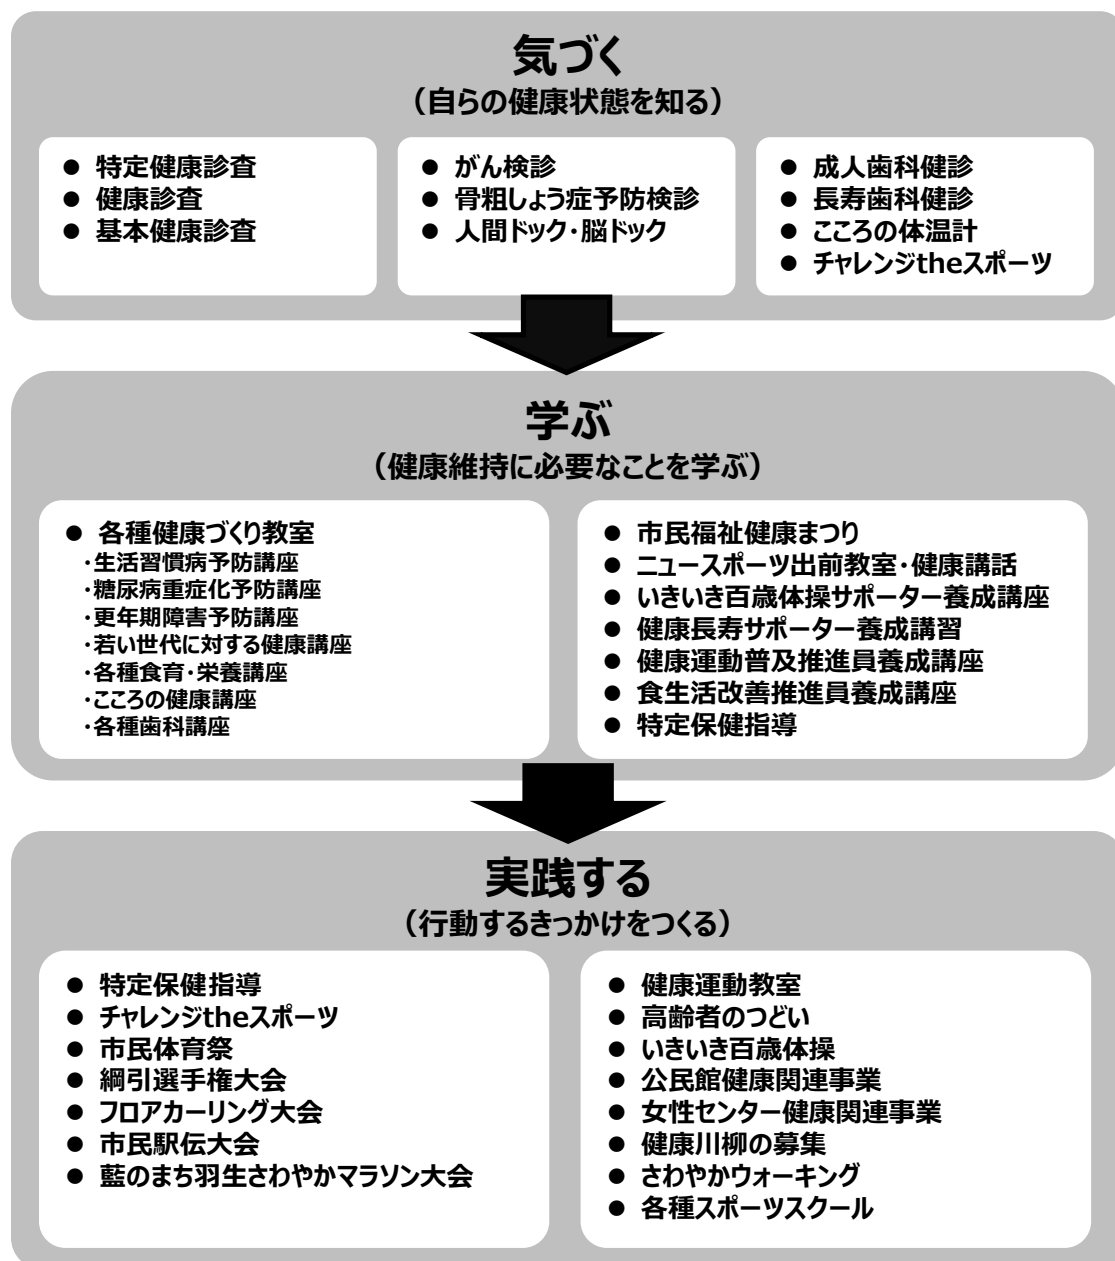 気づく
（自らの健康状態を知る）
● 特定健康診査
● 健康診査
● 基本健康診査
● がん検診
● 骨粗しょう症予防検診
● 人間ドック・脳ドック
● 成人歯科健診
● 長寿歯科健診
● こころの体温計
● チャレンジtheスポーツ
学ぶ
（健康維持に必要なことを学ぶ）
● 各種健康づくり教室
・生活習慣病予防講座
・糖尿病重症化予防講座
・更年期障害予防講座
・若い世代に対する健康講座
・各種食育・栄養講座
・こころの健康講座
・各種歯科講座
● 市民福祉健康まつり
● ニュースポーツ出前教室・健康講話
● いきいき百歳体操サポーター養成講座
● 健康長寿サポーター養成講習
● 健康運動普及推進員養成講座
● 食生活改善推進員養成講座
● 特定保健指導
実践する
（行動するきっかけをつくる）
● 特定保健指導
● チャレンジtheスポーツ
● 市民体育祭
● 綱引選手権大会
● フロアカーリング大会
● 市民駅伝大会
● 藍のまち羽生さわやかマラソン大会
● 健康運動教室
● 高齢者のつどい
● いきいき百歳体操
● 公民館健康関連事業
● 女性センター健康関連事業
● 健康川柳の募集
● さわやかウォーキング
● 各種スポーツスクール